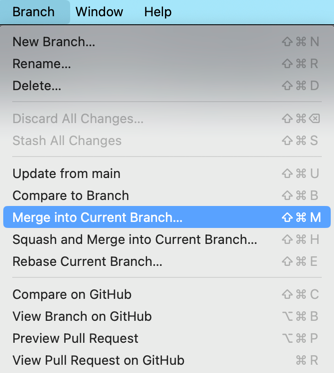 Branch Window Help
New Branch... ⇧⌘N
Rename... ⇧⌘R
Delete... ⇧⌘D
Discard All Changes... ⇧⌘⌫
Stash All Changes ⇧⌘S
Update from main ⇧⌘U
Compare to Branch ⇧⌘B
Merge into Current Branch... ⇧⌘M
Squash and Merge into Current Branch... ⇧⌘H
Rebase Current Branch... ⇧⌘E
Compare on GitHub ⇧⌘C
View Branch on GitHub ⌥⌘B
Preview Pull Request ⌥⌘P
View Pull Request on GitHub ⌘R